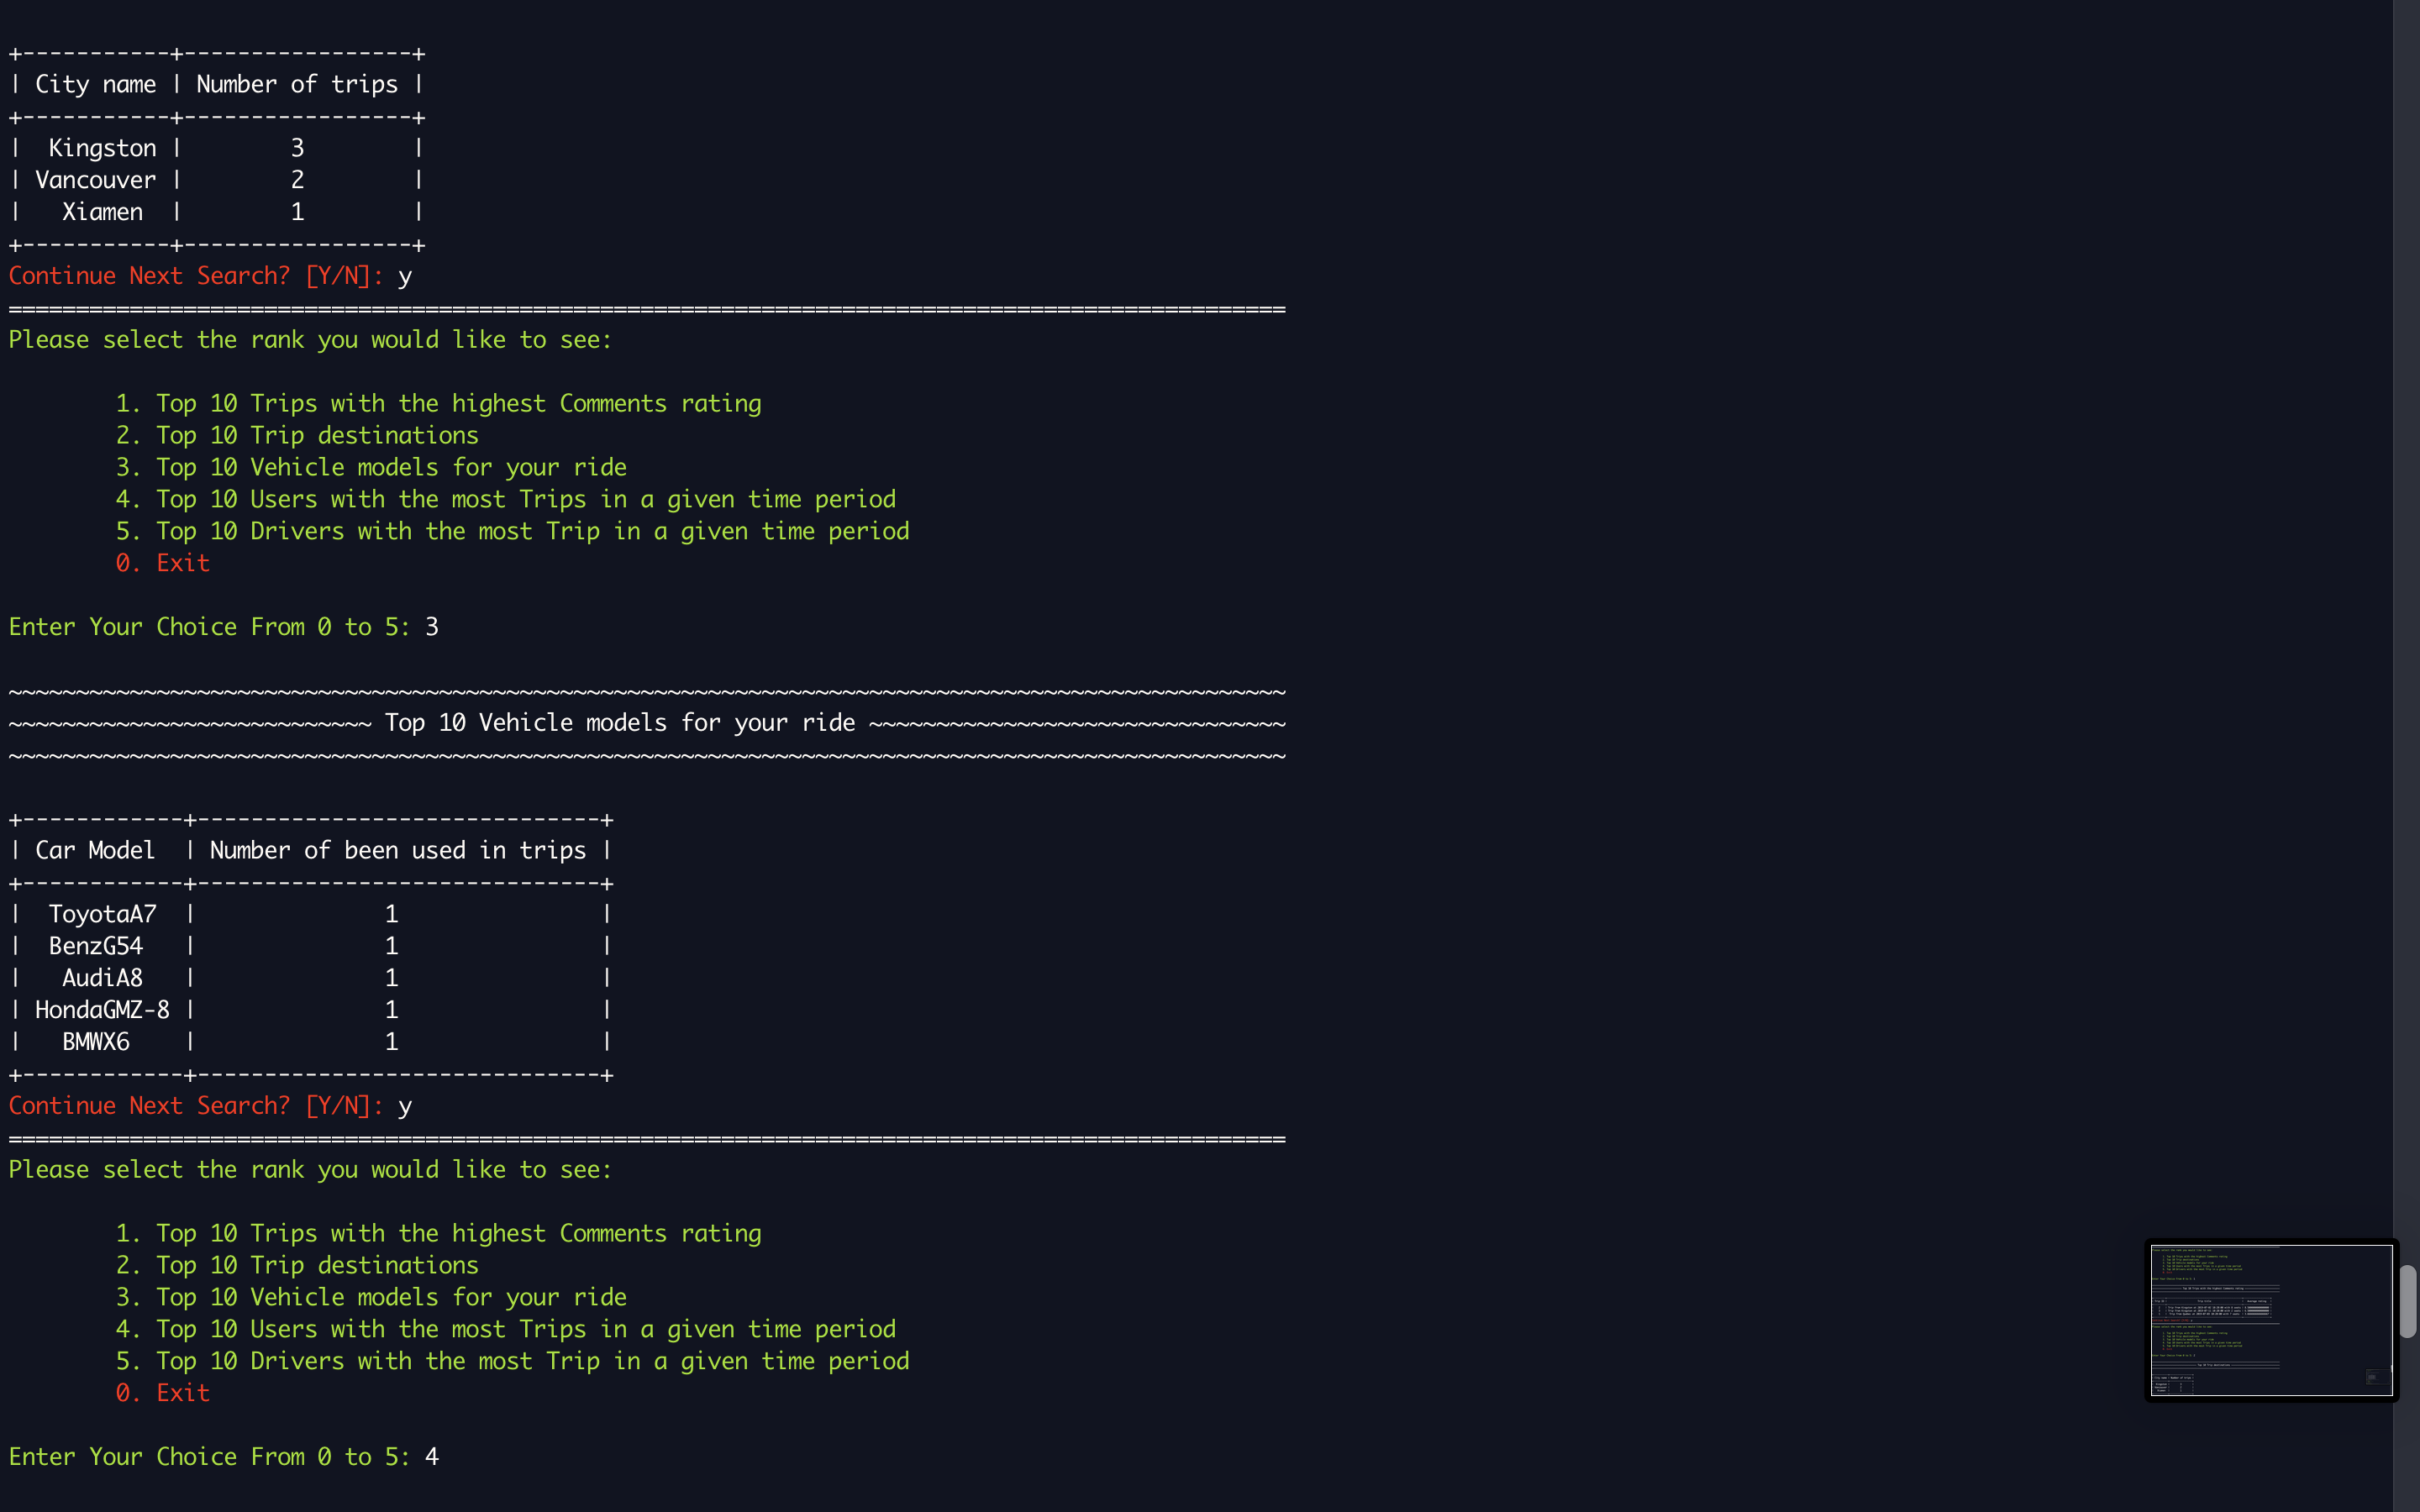 +-----------+-----------------+
| City name | Number of trips |
+-----------+-----------------+
|  Kingston |        3        |
| Vancouver |        2        |
|   Xiamen  |        1        |
+-----------+-----------------+
Continue Next Search? [Y/N]: y
===============================================================================================
Please select the rank you would like to see:
1. Top 10 Trips with the highest Comments rating
2. Top 10 Trip destinations
3. Top 10 Vehicle models for your ride
4. Top 10 Users with the most Trips in a given time period
5. Top 10 Drivers with the most Trip in a given time period
0. Exit
Enter Your Choice From 0 to 5: 3
~~~~~~~~~~~~~~~~~~~~~~~~~~~~~~~~~~~~~~~~~~~~~~~~~~~~~~~~~~~~~~~~~~~~~~~~~~~~~~~~~~~~~~~~~~~~~~~
~~~~~~~~~~~~~~~~~~~~~~~~~~~ Top 10 Vehicle models for your ride ~~~~~~~~~~~~~~~~~~~~~~~~~~~~~~~
~~~~~~~~~~~~~~~~~~~~~~~~~~~~~~~~~~~~~~~~~~~~~~~~~~~~~~~~~~~~~~~~~~~~~~~~~~~~~~~~~~~~~~~~~~~~~~~
+------------+------------------------------+
| Car Model  | Number of been used in trips |
+------------+------------------------------+
|  ToyotaA7  |              1               |
|  BenzG54   |              1               |
|   AudiA8   |              1               |
| HondaGMZ-8 |              1               |
|   BMWX6    |              1               |
+------------+------------------------------+
Continue Next Search? [Y/N]: y
===============================================================================================
Please select the rank you would like to see:
1. Top 10 Trips with the highest Comments rating
2. Top 10 Trip destinations
3. Top 10 Vehicle models for your ride
4. Top 10 Users with the most Trips in a given time period
5. Top 10 Drivers with the most Trip in a given time period
0. Exit
Enter Your Choice From 0 to 5: 4